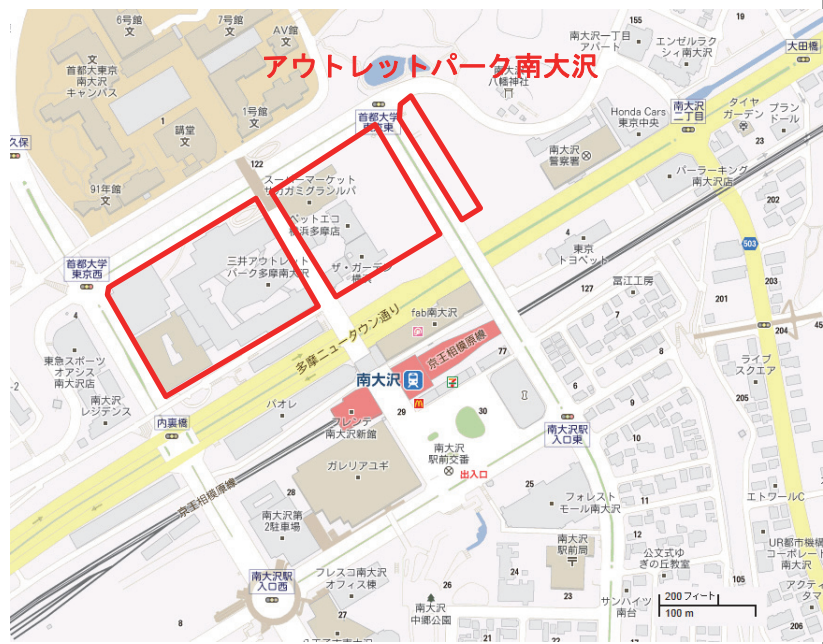 6号館
文
7号館
文
AV館
文
155
19
大田橋
南大沢一丁目
アパート
エンゼルラク
シィ南大沢
アウトレットパーク南大沢
文
首都大東京
南大沢
キャンパス
八幡神社
1号館
文
首都大学
東京東
Honda Cars
東京中央
南大沢
二丁目
タイヤ
ガーデン
プラン
ドール
1
講堂
文
久保
23
122
南大沢
警察署
パーラーキング
南大沢店
91年館
文
スーパーマーケット
サカガミグランルパ
202
ペットエコ
横浜多摩店
4
東京
トヨペット
503
三井アウトレット
パーク多摩南大沢
ザ・ガーデン
横浜
首都大学
東京西
203
冨江工房
127
201
4
fab南大沢
7
204
45
多摩ニュータウン通り
京王相模原線
8
77
東急スポーツ
オアシス
南大沢店
ライブ
スクエア
南大沢
6
205
南大沢
レジデンス
パオレ
29
30
9
内裏橋
フレンテ
南大沢新館
南大沢駅
入口東
10
南大沢
駅前交番
ガレリアユギ
出入口
京王相模原線
28
25
フォレスト
モール南大沢
11
エトワールC
南大沢第
2駐車場
12
南大沢
駅前局
公文式ゆ
ぎの丘教室
UR都市機構
コーポレート
南大沢
24
南大沢駅
入口西
フレスコ南大沢
オフィス棟
26
23
105
200 フィート
100 m
サンハイツ
南台
南大沢
中郷公園
27
8
206